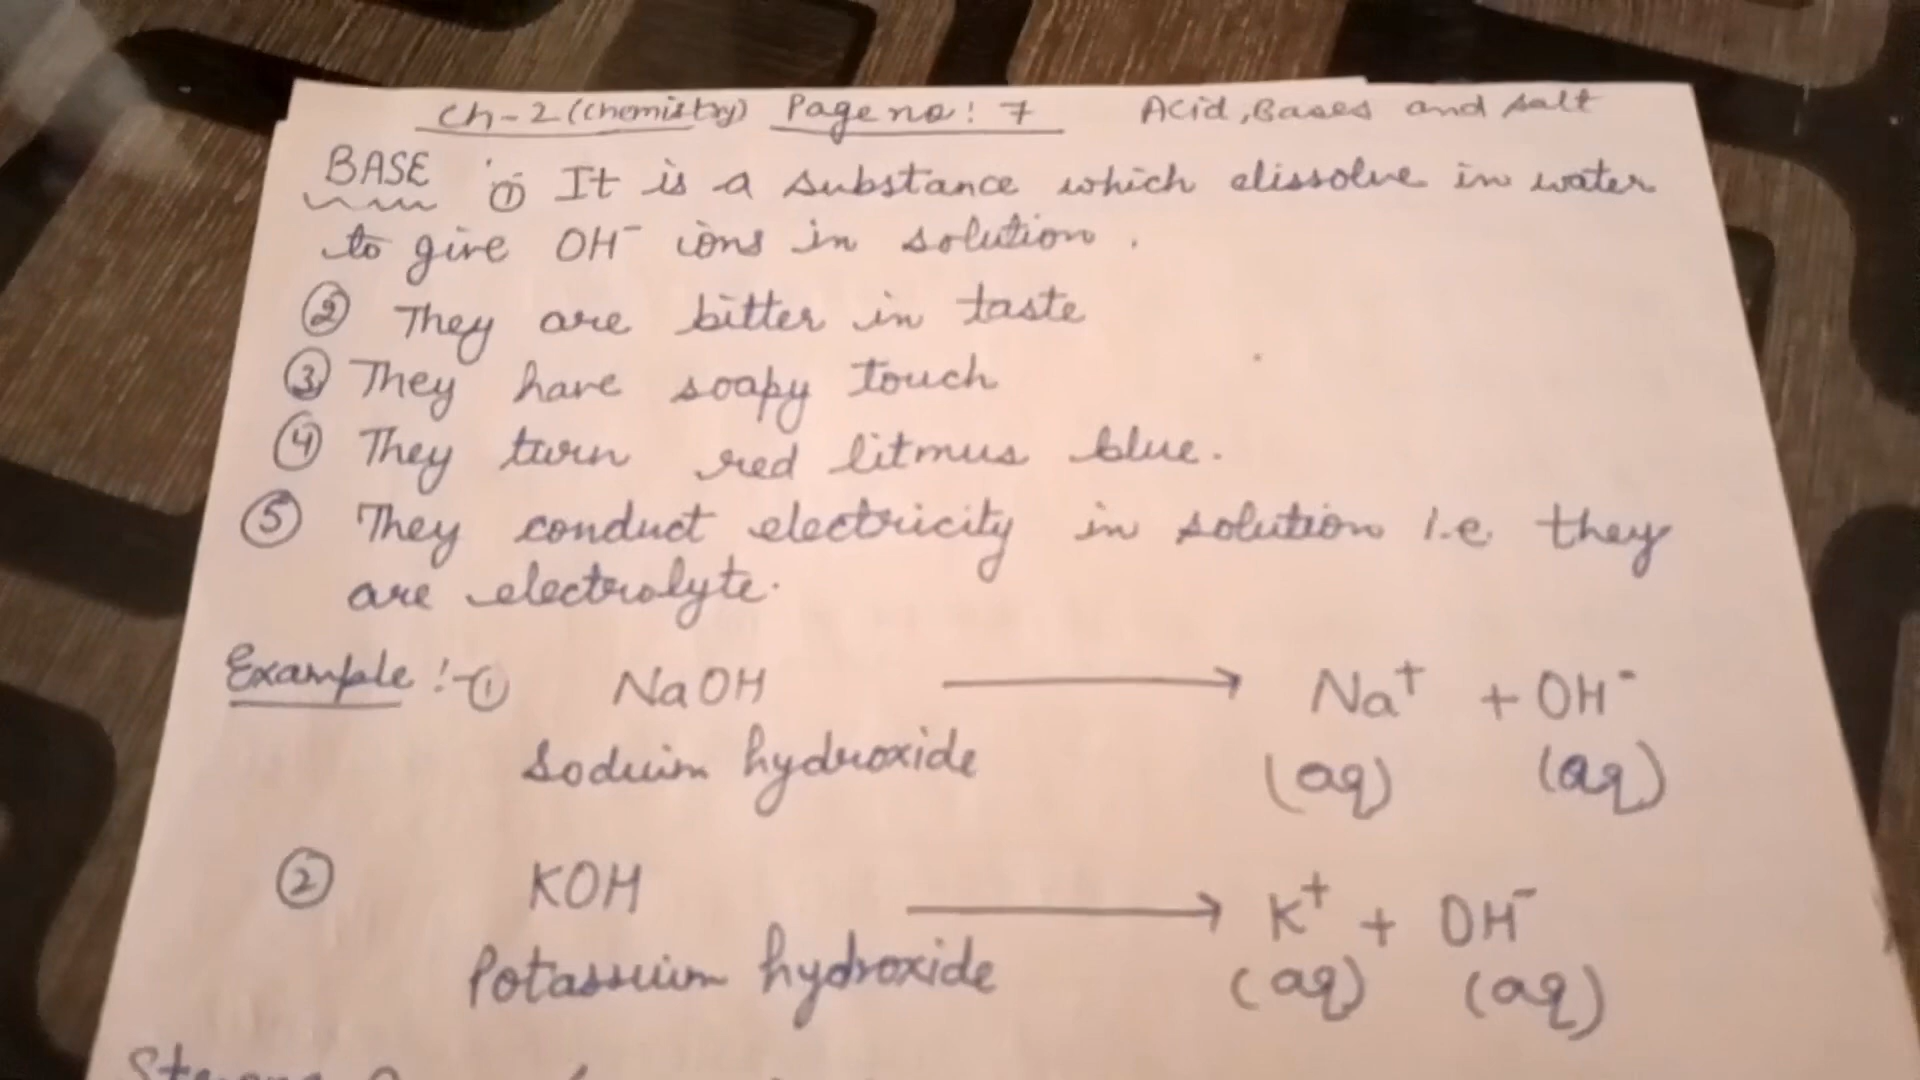 Ch-2 (Chemistry) Page no: 7 Acid, Bases and Salt
BASE : ① It is a substance which dissolve in water
to give OH⁻ ions in solution.
② They are bitter in taste
③ They have soapy touch
④ They turn red litmus blue.
⑤ They conduct electricity in solution i.e. they
are electrolyte.
Example :- ① NaOH ⟶ Na⁺ + OH⁻
Sodium hydroxide (aq) (aq)
② KOH ⟶ K⁺ + OH⁻
Potassium hydroxide (aq) (aq)